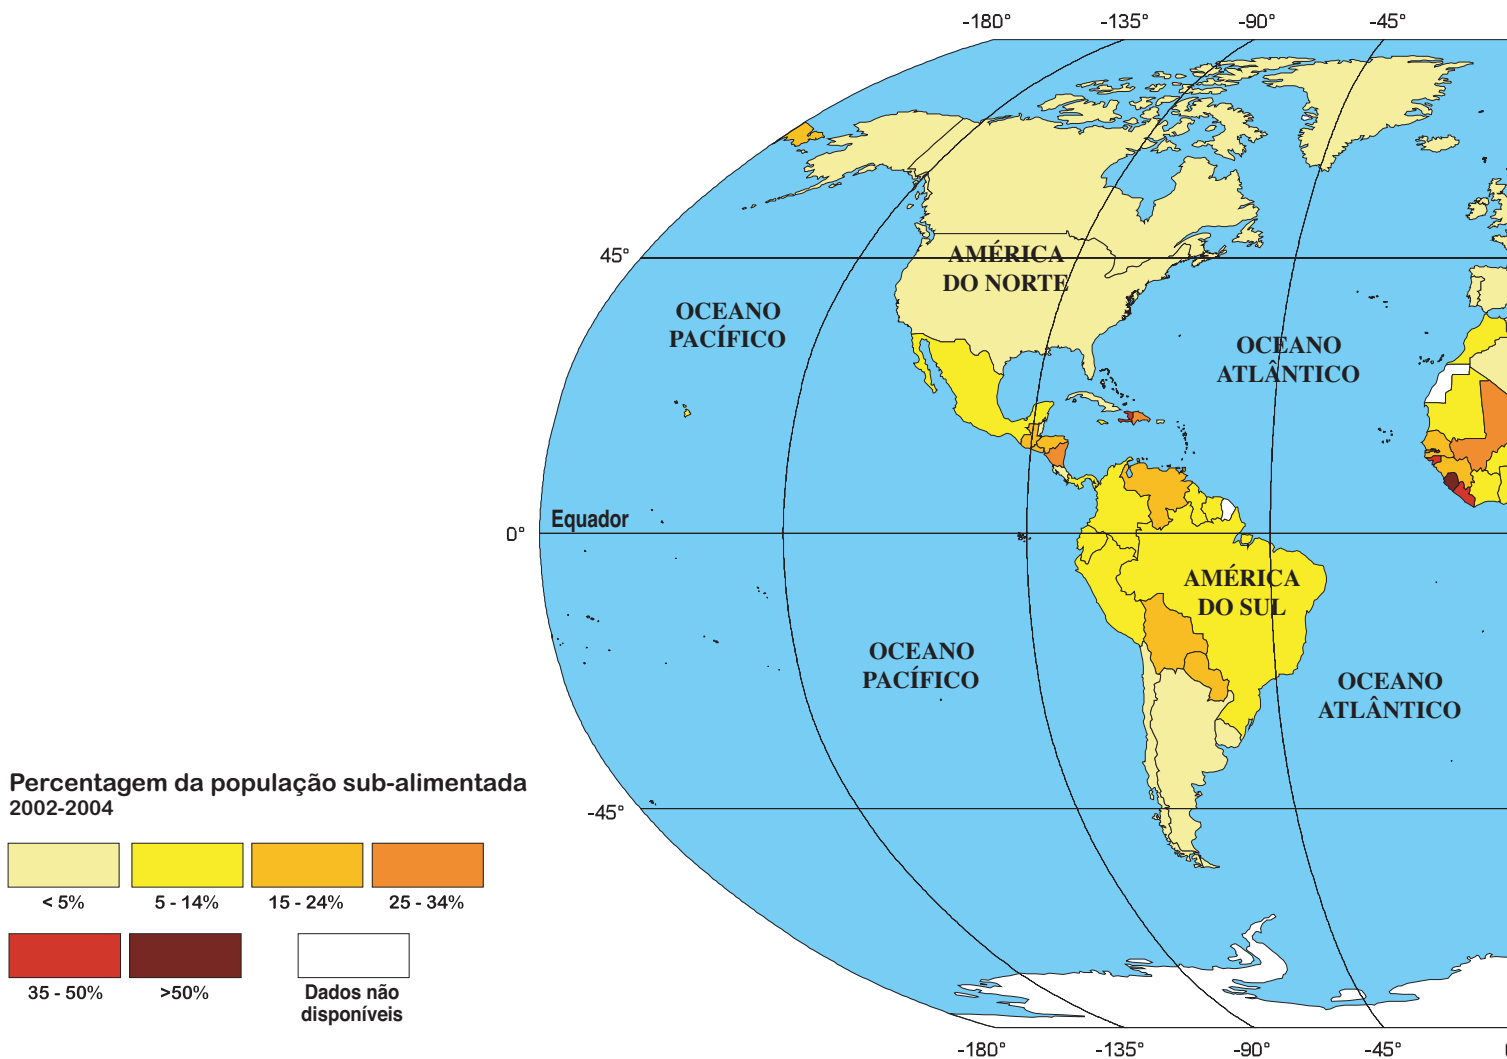 -180°
-135°
-90°
-45°
45°
AMÉRICA
DO NORTE
OCEANO
PACÍFICO
OCEANO
ATLÂNTICO
Equador
0°
AMÉRICA
DO SUL
OCEANO
PACÍFICO
OCEANO
ATLÂNTICO
Percentagem da população sub-alimentada
2002-2004
-45°
< 5%
5 - 14%
15 - 24%
25 - 34%
35 - 50%
>50%
Dados não
disponíveis
-180°
-135°
-90°
-45°